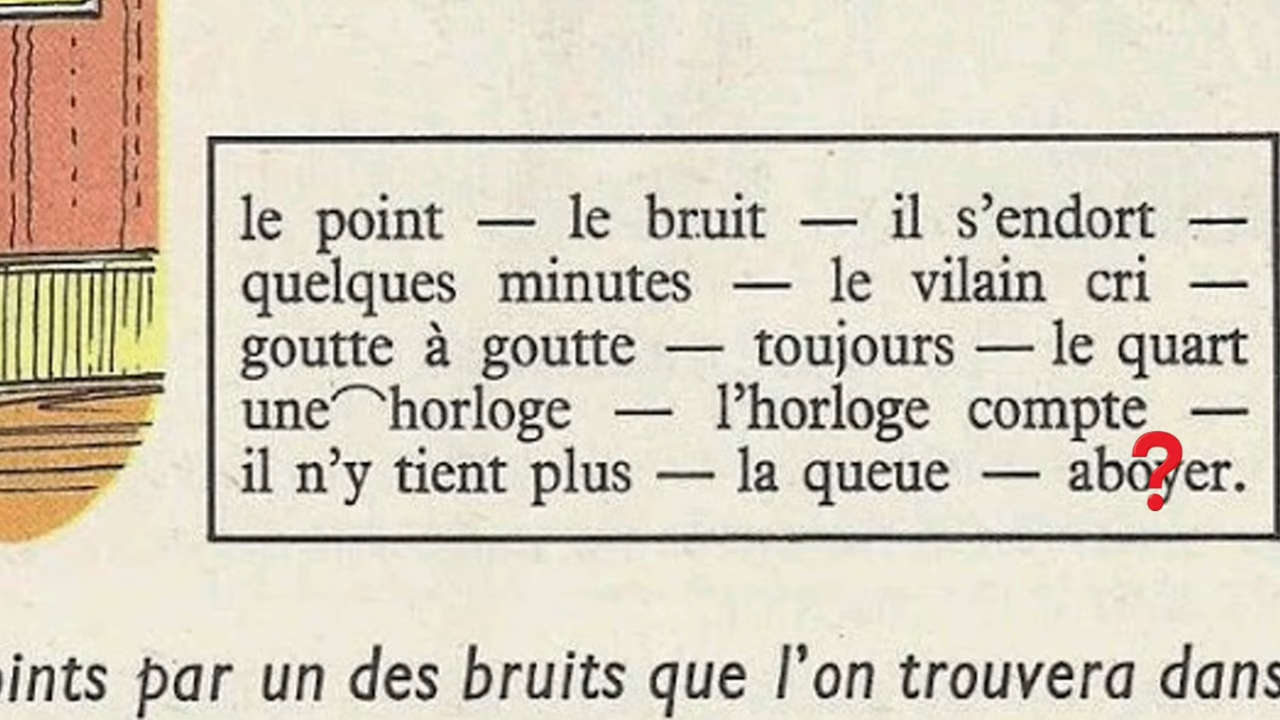 le point — le bruit — il s'endort —
quelques minutes — le vilain cri —
goutte à goutte — toujours — le quart
une⁀horloge — l'horloge compte —
il n'y tient plus — la queue — aboyer.
?
oints par un des bruits que l'on trouvera dans